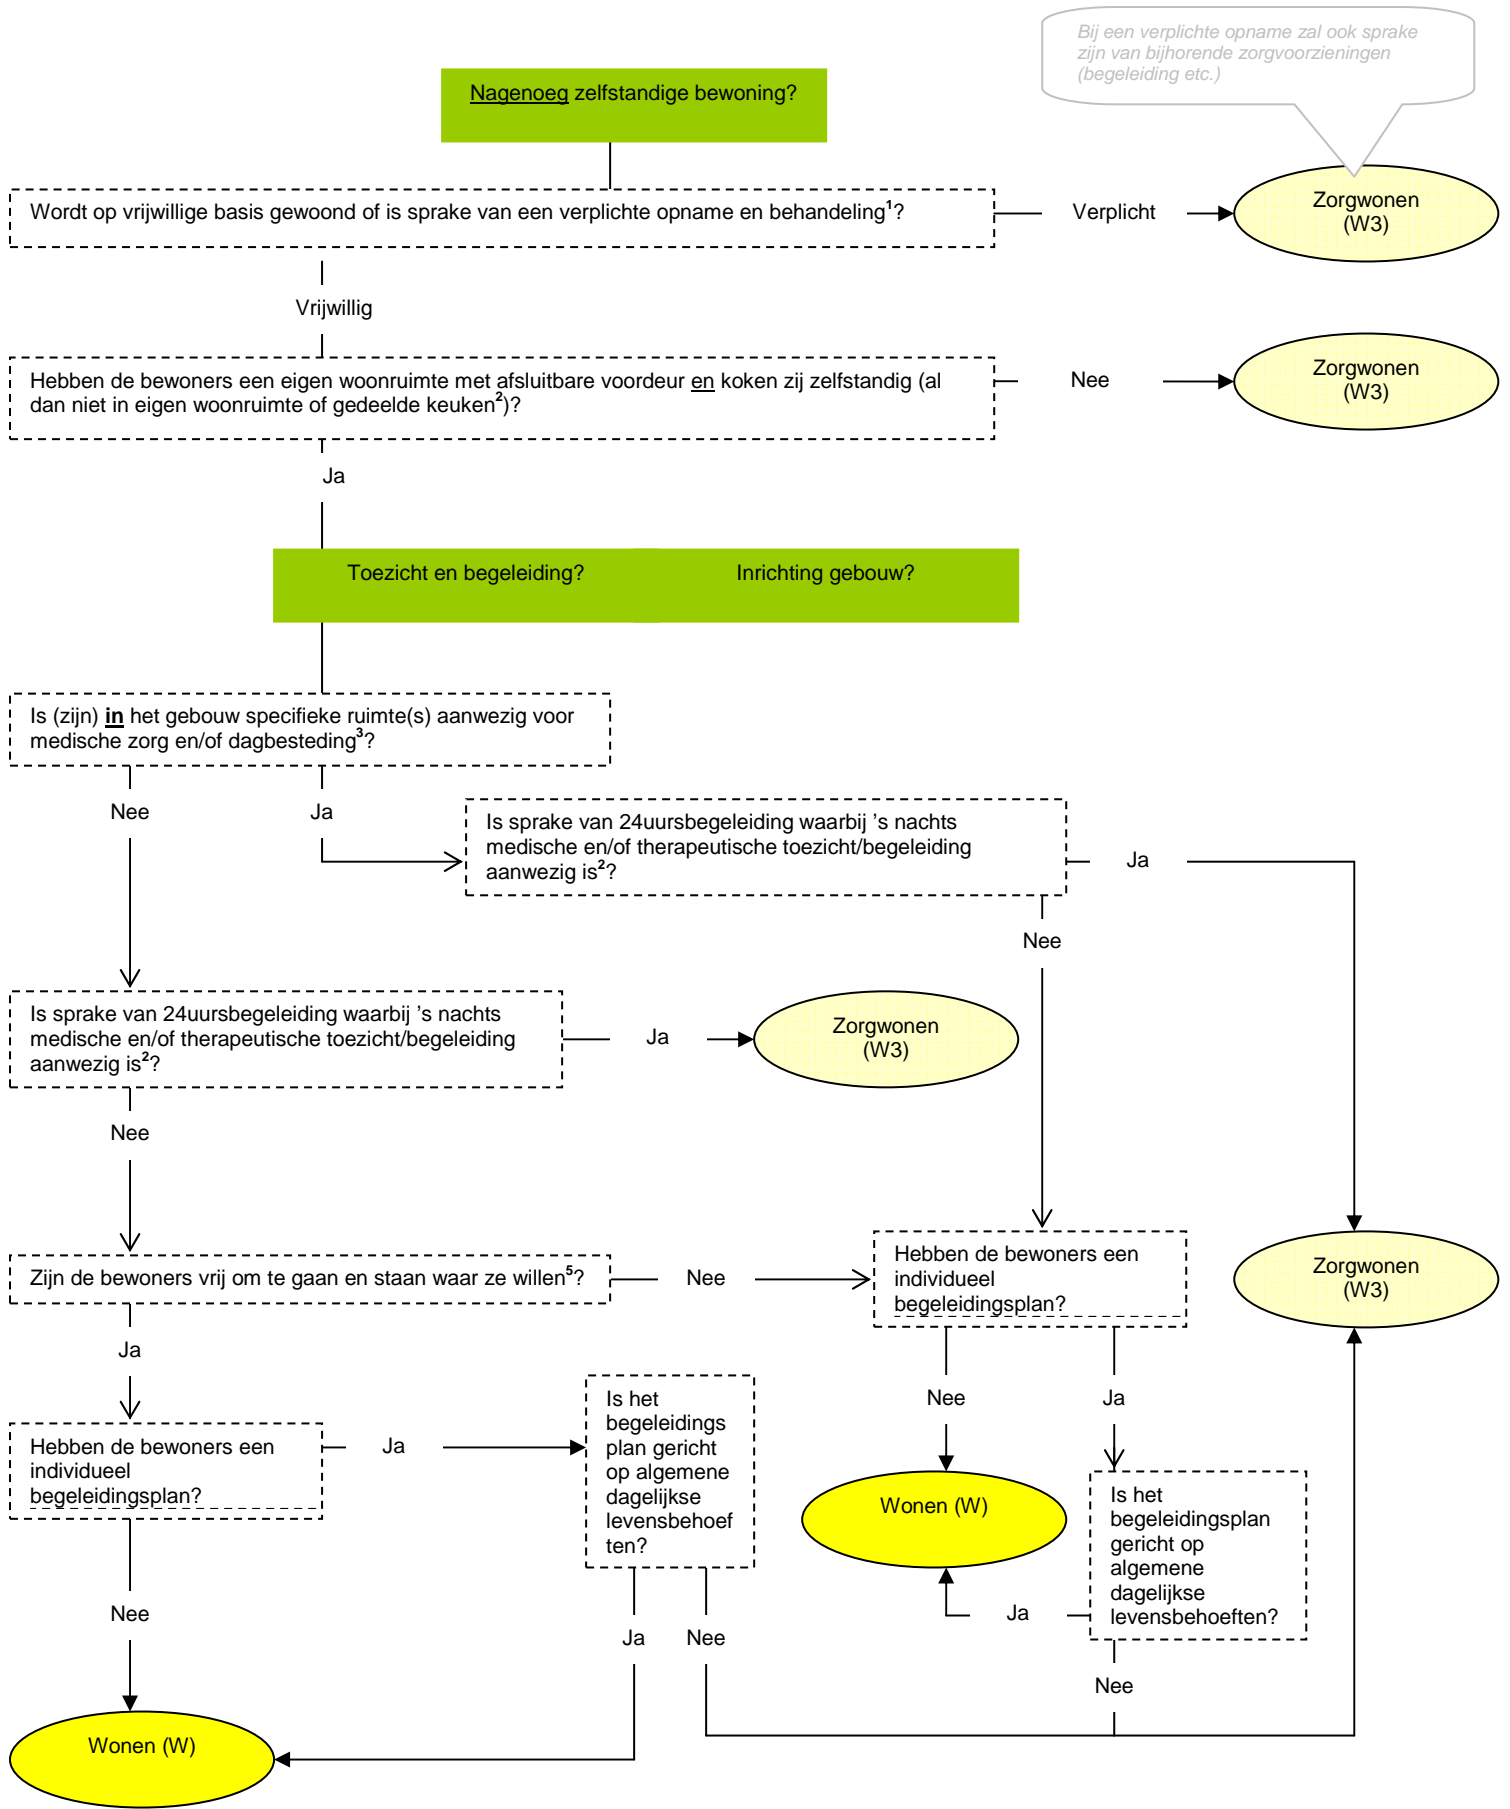 Bij een verplichte opname zal ook sprake
zijn van bijhorende zorgvoorzieningen
(begeleiding etc.)
Nagenoeg zelfstandige bewoning?
Wordt op vrijwillige basis gewoond of is sprake van een verplichte opname en behandeling¹?
Verplicht
Zorgwonen
(W3)
Vrijwillig
Hebben de bewoners een eigen woonruimte met afsluitbare voordeur en koken zij zelfstandig (al
dan niet in eigen woonruimte of gedeelde keuken²)?
Nee
Zorgwonen
(W3)
Ja
Toezicht en begeleiding?
Inrichting gebouw?
Is (zijn) in het gebouw specifieke ruimte(s) aanwezig voor
medische zorg en/of dagbesteding³?
Nee
Ja
Is sprake van 24uursbegeleiding waarbij ’s nachts
medische en/of therapeutische toezicht/begeleiding
aanwezig is²?
Ja
Nee
Is sprake van 24uursbegeleiding waarbij ’s nachts
medische en/of therapeutische toezicht/begeleiding
aanwezig is²?
Ja
Zorgwonen
(W3)
Nee
Zijn de bewoners vrij om te gaan en staan waar ze willen⁵?
Nee
Hebben de bewoners een
individueel
begeleidingsplan?
Zorgwonen
(W3)
Ja
Nee
Ja
Hebben de bewoners een
individueel
begeleidingsplan?
Ja
Is het
begeleidings
plan gericht
op algemene
dagelijkse
levensbehoef
ten?
Wonen (W)
Is het
begeleidingsplan
gericht op
algemene
dagelijkse
levensbehoeften?
Ja
Nee
Ja
Nee
Nee
Wonen (W)